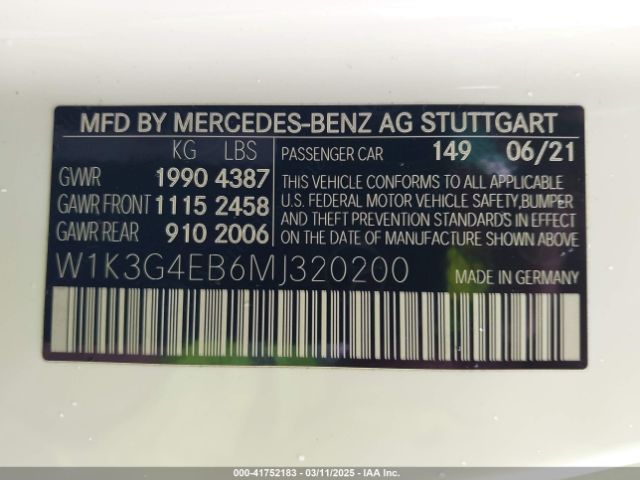 MFD BY MERCEDES-BENZ AG STUTTGART
KG LBS
GVWR 1990 4387
GAWR FRONT 1115 2458
GAWR REAR 910 2006
PASSENGER CAR 149 06/21
THIS VEHICLE CONFORMS TO ALL APPLICABLE
U.S. FEDERAL MOTOR VEHICLE SAFETY,BUMPER
AND THEFT PREVENTION STANDARDS IN EFFECT
ON THE DATE OF MANUFACTURE SHOWN ABOVE.
W1K3G4EB6MJ320200
MADE IN GERMANY
000-41752183 - 03/11/2025 - IAA Inc.